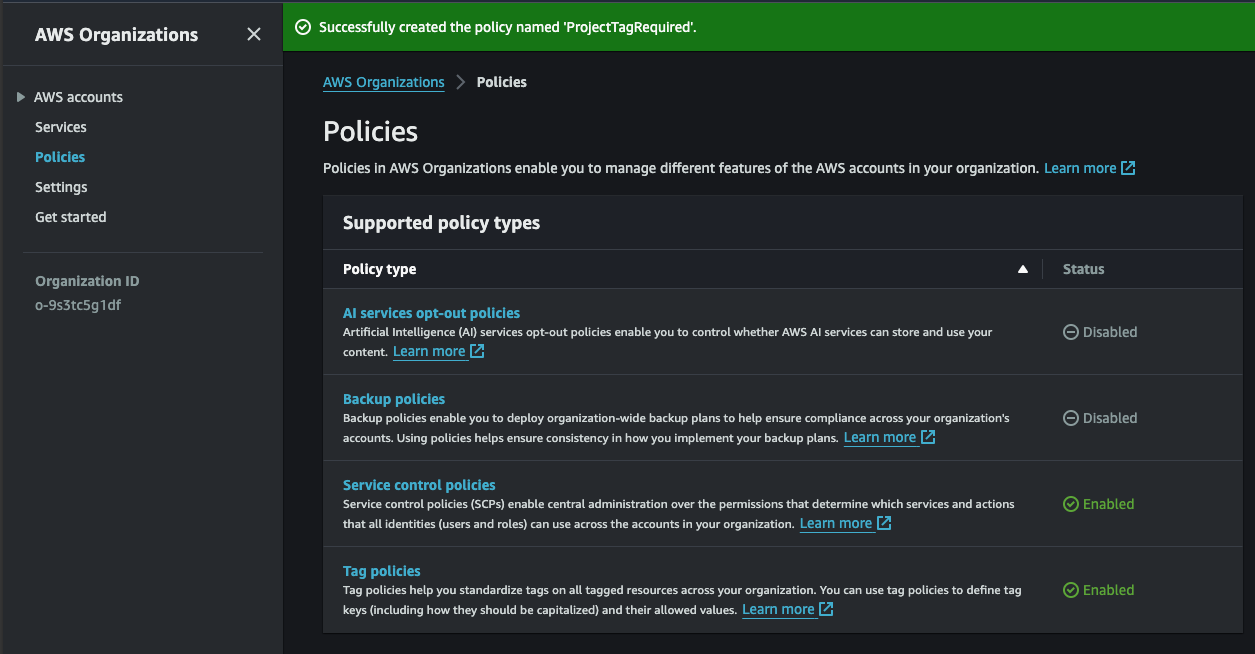 AWS Organizations
Successfully created the policy named 'ProjectTagRequired'.
AWS accounts
Services
Policies
Settings
Get started
Organization ID
o-9s3tc5g1df
AWS Organizations > Policies
Policies
Policies in AWS Organizations enable you to manage different features of the AWS accounts in your organization. Learn more
Supported policy types
Policy type
Status
AI services opt-out policies
Artificial Intelligence (AI) services opt-out policies enable you to control whether AWS AI services can store and use your
content. Learn more
Disabled
Backup policies
Backup policies enable you to deploy organization-wide backup plans to help ensure compliance across your organization's
accounts. Using policies helps ensure consistency in how you implement your backup plans. Learn more
Disabled
Service control policies
Service control policies (SCPs) enable central administration over the permissions that determine which services and actions
that all identities (users and roles) can use across the accounts in your organization. Learn more
Enabled
Tag policies
Tag policies help you standardize tags on all tagged resources across your organization. You can use tag policies to define tag
keys (including how they should be capitalized) and their allowed values. Learn more
Enabled